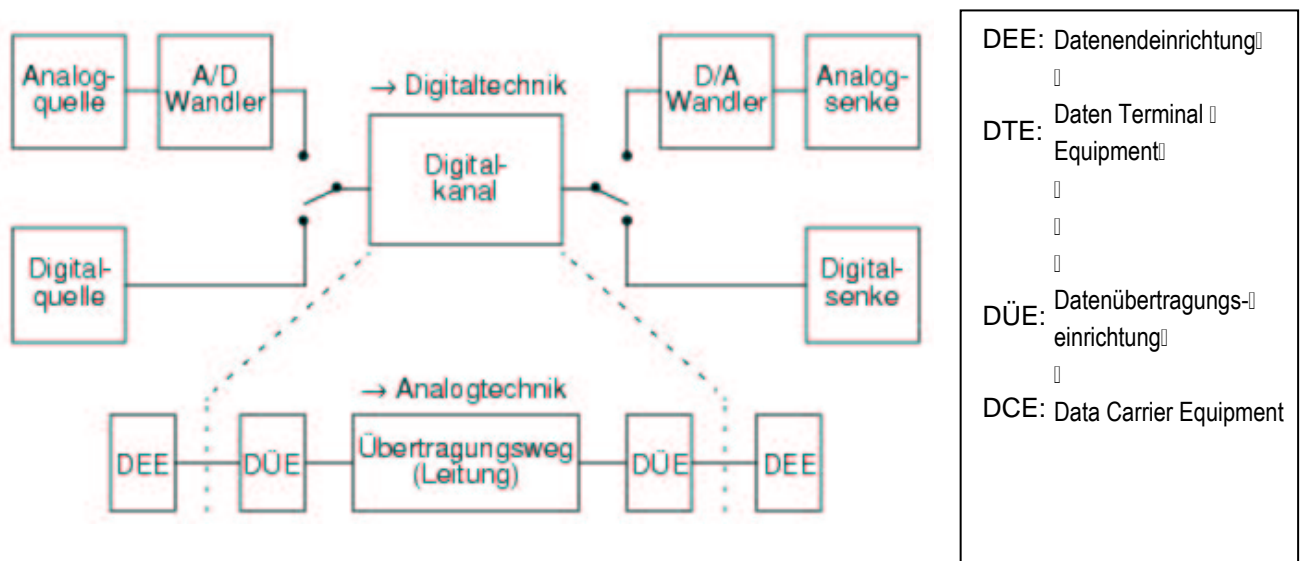 Analog-
quelle
A/D
Wandler
→ Digitaltechnik
D/A
Wandler
Analog-
senke
Digital-
kanal
Digital-
quelle
Digital-
senke
→ Analogtechnik
DEE
DÜE
Übertragungsweg
(Leitung)
DÜE
DEE
DEE: Datenendeinrichtung
DTE: Daten Terminal
Equipment
DÜE: Datenübertragungs-
einrichtung
DCE: Data Carrier Equipment